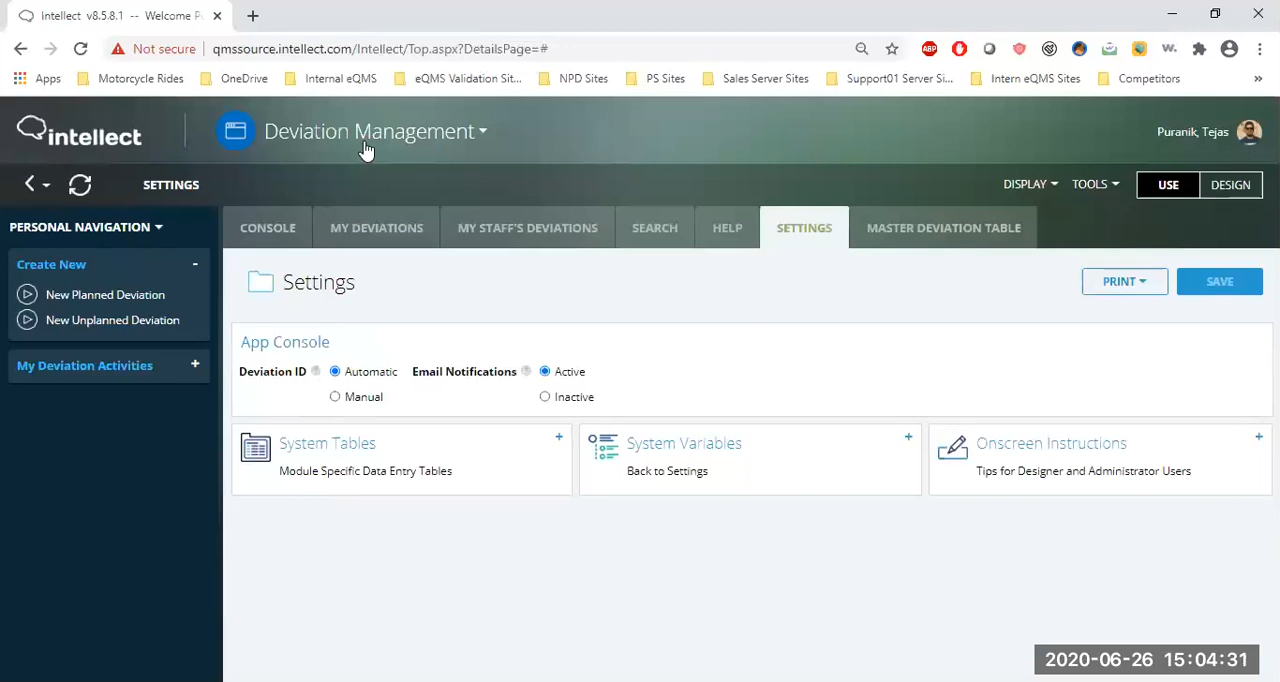 Intellect v8.5.8.1 -- Welcome P
Not secure | qmssource.intellect.com/Intellect/Top.aspx?DetailsPage=#
ABP
w.
Apps Motorcycle Rides OneDrive Internal eQMS eQMS Validation Sit... NPD Sites PS Sites Sales Server Sites Support01 Server Si... Intern eQMS Sites Competitors »
intellect Deviation Management Puranik, Tejas
SETTINGS DISPLAY TOOLS USE DESIGN
PERSONAL NAVIGATION
CONSOLE MY DEVIATIONS MY STAFF'S DEVIATIONS SEARCH HELP SETTINGS MASTER DEVIATION TABLE
Create New -
New Planned Deviation
New Unplanned Deviation
My Deviation Activities +
Settings PRINT SAVE
App Console
Deviation ID Automatic Email Notifications Active
Manual Inactive
System Tables +
Module Specific Data Entry Tables
System Variables +
Back to Settings
Onscreen Instructions +
Tips for Designer and Administrator Users
2020-06-26 15:04:31